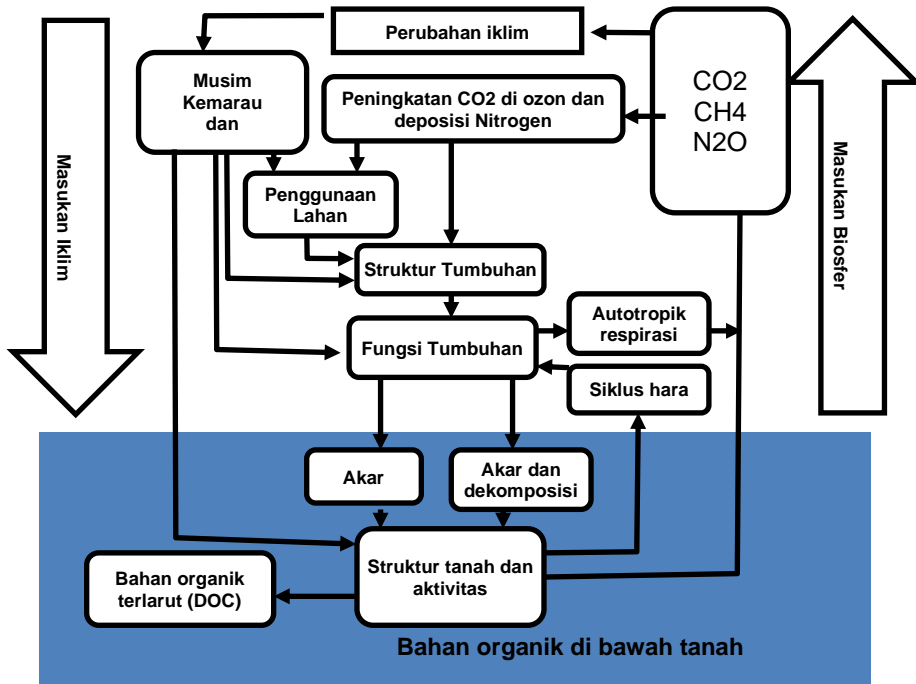 Perubahan iklim
CO2
CH4
N2O
Musim
Kemarau
dan
Peningkatan CO2 di ozon dan
deposisi Nitrogen
Masukan Iklim
Masukan Biosfer
Penggunaan
Lahan
Struktur Tumbuhan
Autotropik
respirasi
Fungsi Tumbuhan
Siklus hara
Akar
Akar dan
dekomposisi
Struktur tanah dan
aktivitas
Bahan organik
terlarut (DOC)
Bahan organik di bawah tanah